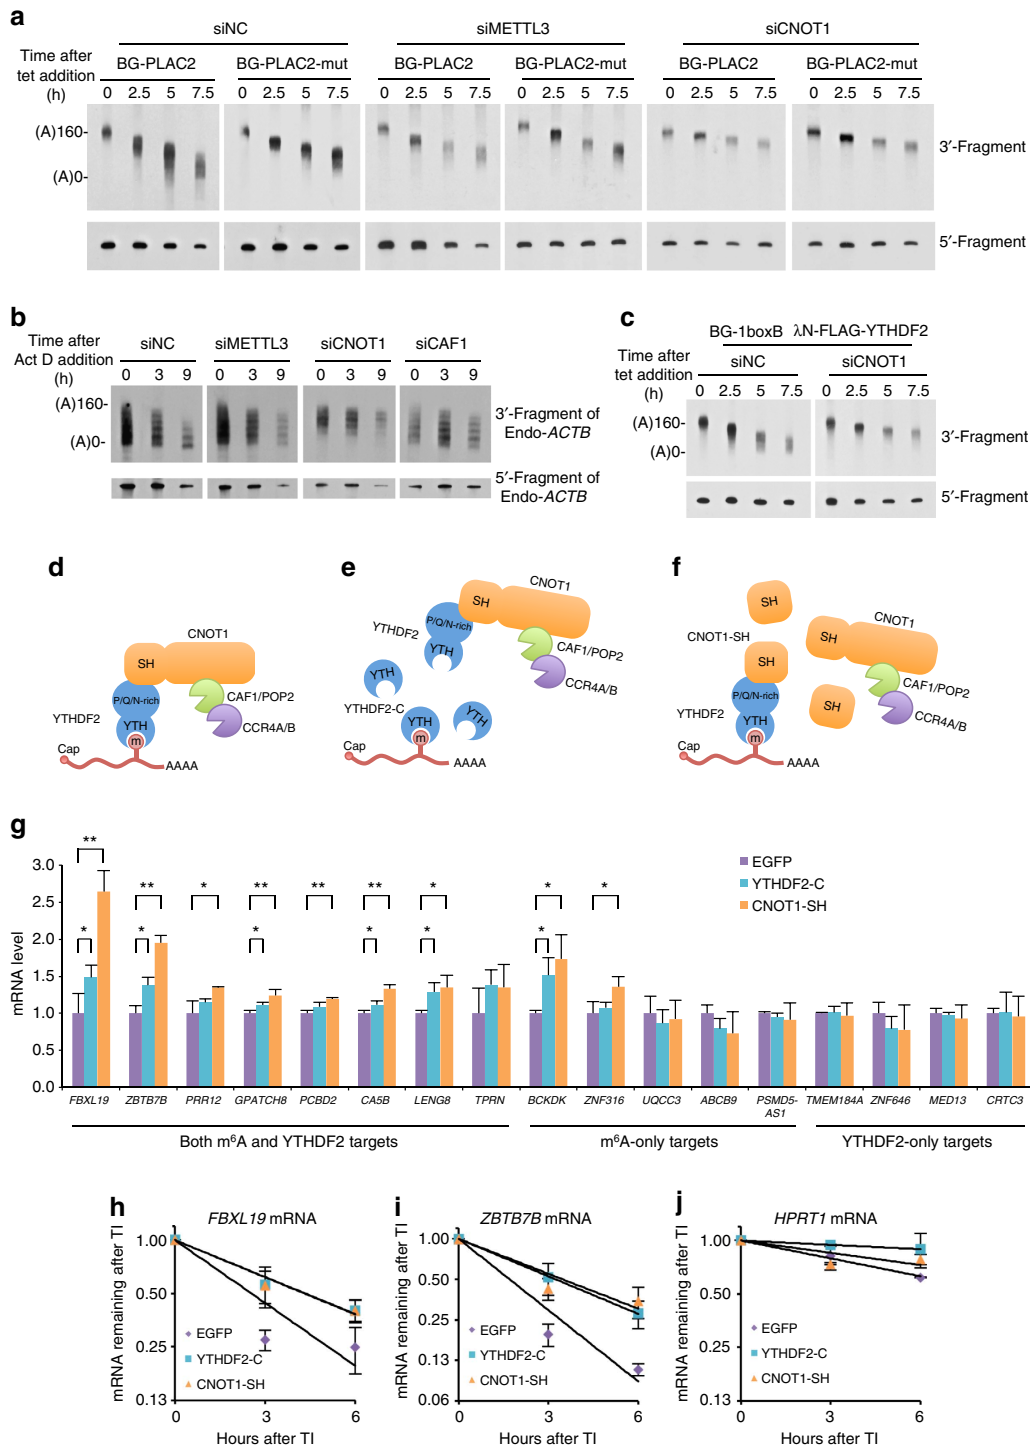 a
siNC siMETTL3 siCNOT1
Time after
tet addition
(h)
BG-PLAC2 BG-PLAC2-mut BG-PLAC2 BG-PLAC2-mut BG-PLAC2 BG-PLAC2-mut
0 2.5 5 7.5 0 2.5 5 7.5 0 2.5 5 7.5 0 2.5 5 7.5 0 2.5 5 7.5 0 2.5 5 7.5
(A)160-
(A)0-
3′-Fragment
5′-Fragment
b
Time after
Act D addition
(h)
siNC siMETTL3 siCNOT1 siCAF1
0 3 9 0 3 9 0 3 9 0 3 9
(A)160-
(A)0-
3′-Fragment of
Endo-ACTB
5′-Fragment of
Endo-ACTB
c
BG-1boxB λN-FLAG-YTHDF2
Time after
tet addition
(h)
siNC siCNOT1
0 2.5 5 7.5 0 2.5 5 7.5
(A)160-
(A)0-
3′-Fragment
5′-Fragment
d
CNOT1
SH
P/Q/N-rich
CAF1/POP2
YTHDF2
YTH
CCR4A/B
m
Cap
AAAA
e
CNOT1
SH
P/Q/N-rich
YTHDF2
YTH
CAF1/POP2
CCR4A/B
YTH
YTHDF2-C
YTH
YTH
m
Cap
AAAA
f
SH
CNOT1
CNOT1-SH
SH
SH
CAF1/POP2
P/Q/N-rich
SH
CCR4A/B
YTHDF2
YTH
m
Cap
AAAA
g
mRNA level
3.0
2.5
2.0
1.5
1.0
0.5
0.0
** * ** * * ** * ** ** * * * * * *
EGFP
YTHDF2-C
CNOT1-SH
FBXL19 ZBTB7B PRR12 GPATCH8 PCBD2 CA5B LENG8 TPRN BCKDK ZNF316 UQCC3 ABCB9 PSMD5-AS1 TMEM184A ZNF646 MED13 CRTC3
Both m⁶A and YTHDF2 targets m⁶A-only targets YTHDF2-only targets
h
FBXL19 mRNA
mRNA remaining after TI
1.00
0.50
0.25
0.13
EGFP
YTHDF2-C
CNOT1-SH
0 3 6
Hours after TI
i
ZBTB7B mRNA
mRNA remaining after TI
1.00
0.50
0.25
0.13
0.06
EGFP
YTHDF2-C
CNOT1-SH
0 3 6
Hours after TI
j
HPRT1 mRNA
mRNA remaining after TI
1.00
0.50
0.25
0.13
EGFP
YTHDF2-C
CNOT1-SH
0 3 6
Hours after TI